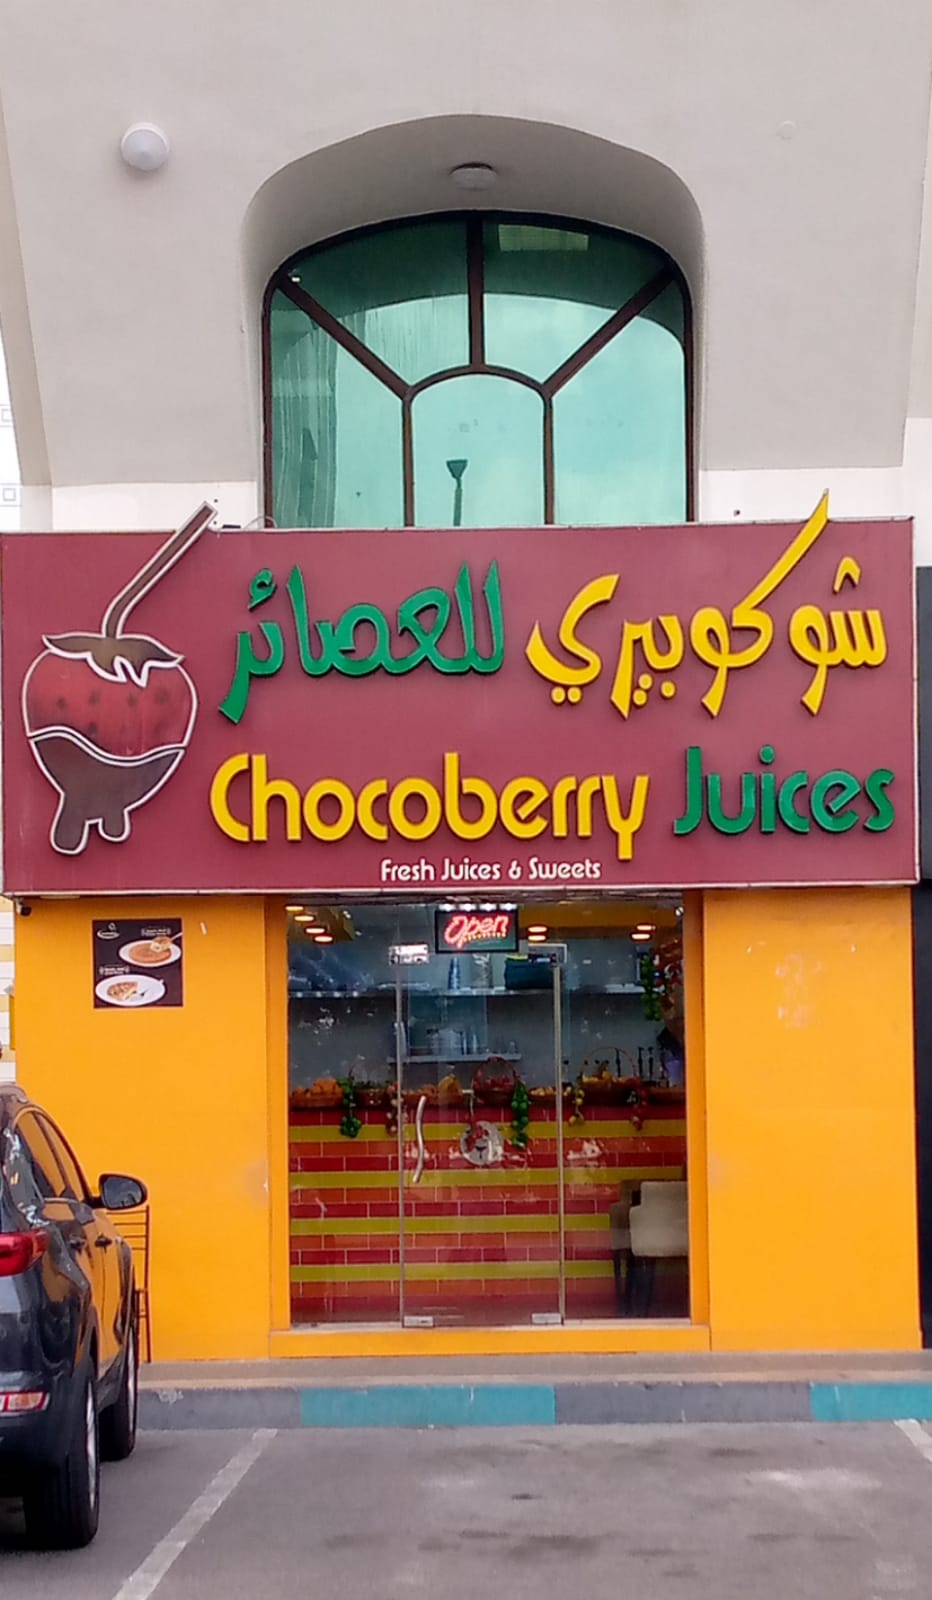 شوكوبيري للعصائر
Chocoberry Juices
Fresh Juices & Sweets
Open